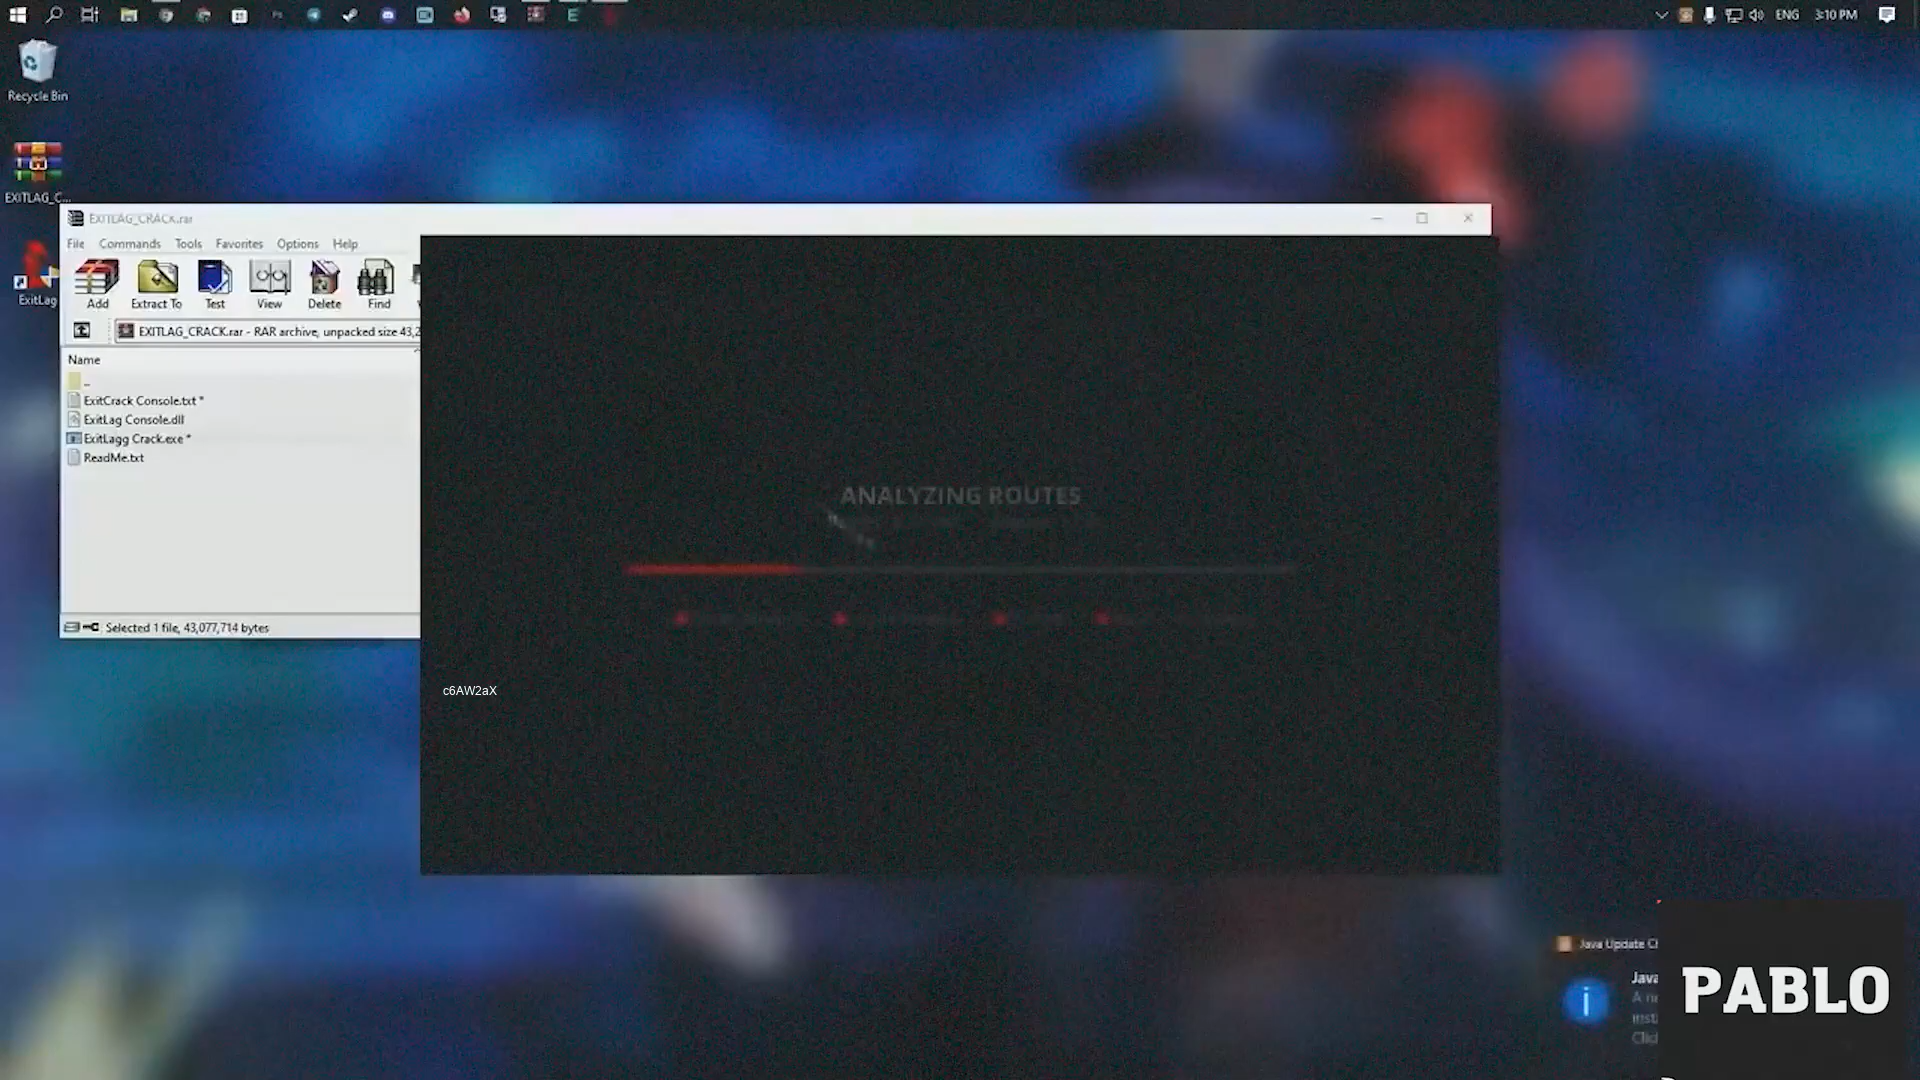 ENG
3:10 PM
Recycle Bin
EXITLAG_C...
EXITLAG_CRACK.rar
File Commands Tools Favorites Options Help
Add
Extract To
Test
View
Delete
Find
ExitLag
EXITLAG_CRACK.rar - RAR archive, unpacked size 43,2
Name
..
ExitCrack Console.txt *
ExitLag Console.dll
ExitLagg Crack.exe *
ReadMe.txt
ANALYZING ROUTES
Selected 1 file, 43,077,714 bytes
c6AW2aX
Java Update Ch
Java
PABLO